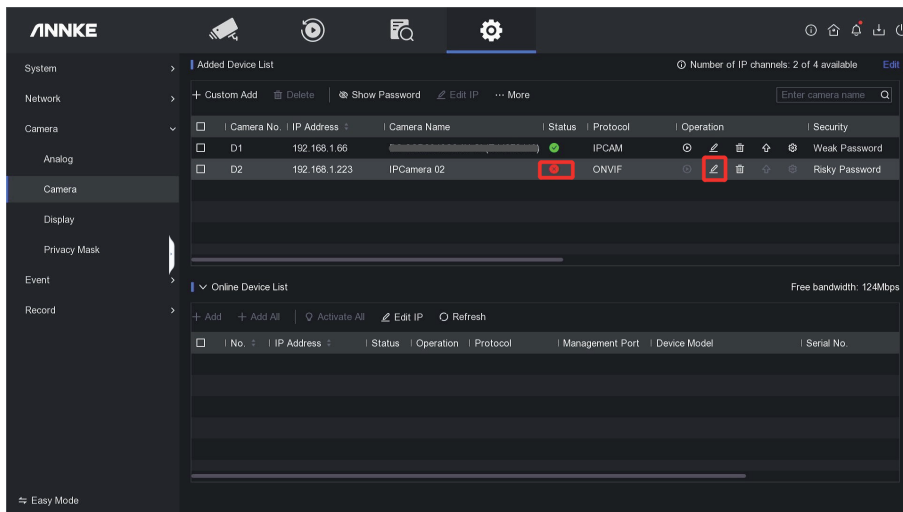 ANNKE
System
Added Device List
Number of IP channels: 2 of 4 available
Edit
Network
+ Custom Add Delete Show Password Edit IP ··· More
Enter camera name
Camera
Camera No. IP Address Camera Name Status Protocol Operation Security
D1 192.168.1.66 IPCAM Weak Password
Analog
D2 192.168.1.223 IPCamera 02 ONVIF Risky Password
Camera
Display
Privacy Mask
Event
Online Device List
Free bandwidth: 124Mbps
Record
+ Add + Add All Activate All Edit IP Refresh
No. IP Address Status Operation Protocol Management Port Device Model Serial No.
Easy Mode